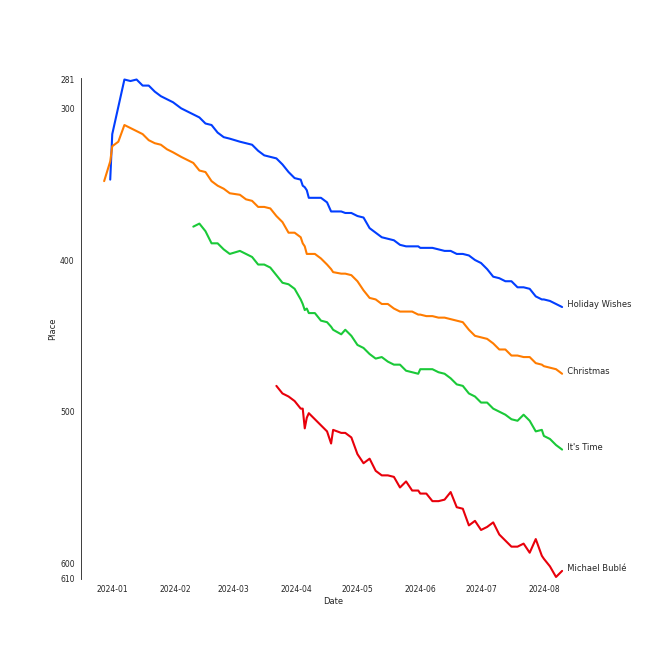 281
300
400
500
600
610
Place
2024-01
2024-02
2024-03
2024-04
2024-05
2024-06
2024-07
2024-08
Date
Holiday Wishes
Christmas
It's Time
Michael Bublé